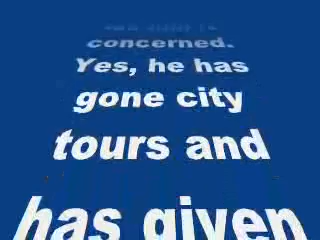 concerned.
Yes, he has
gone city
tours and
has given